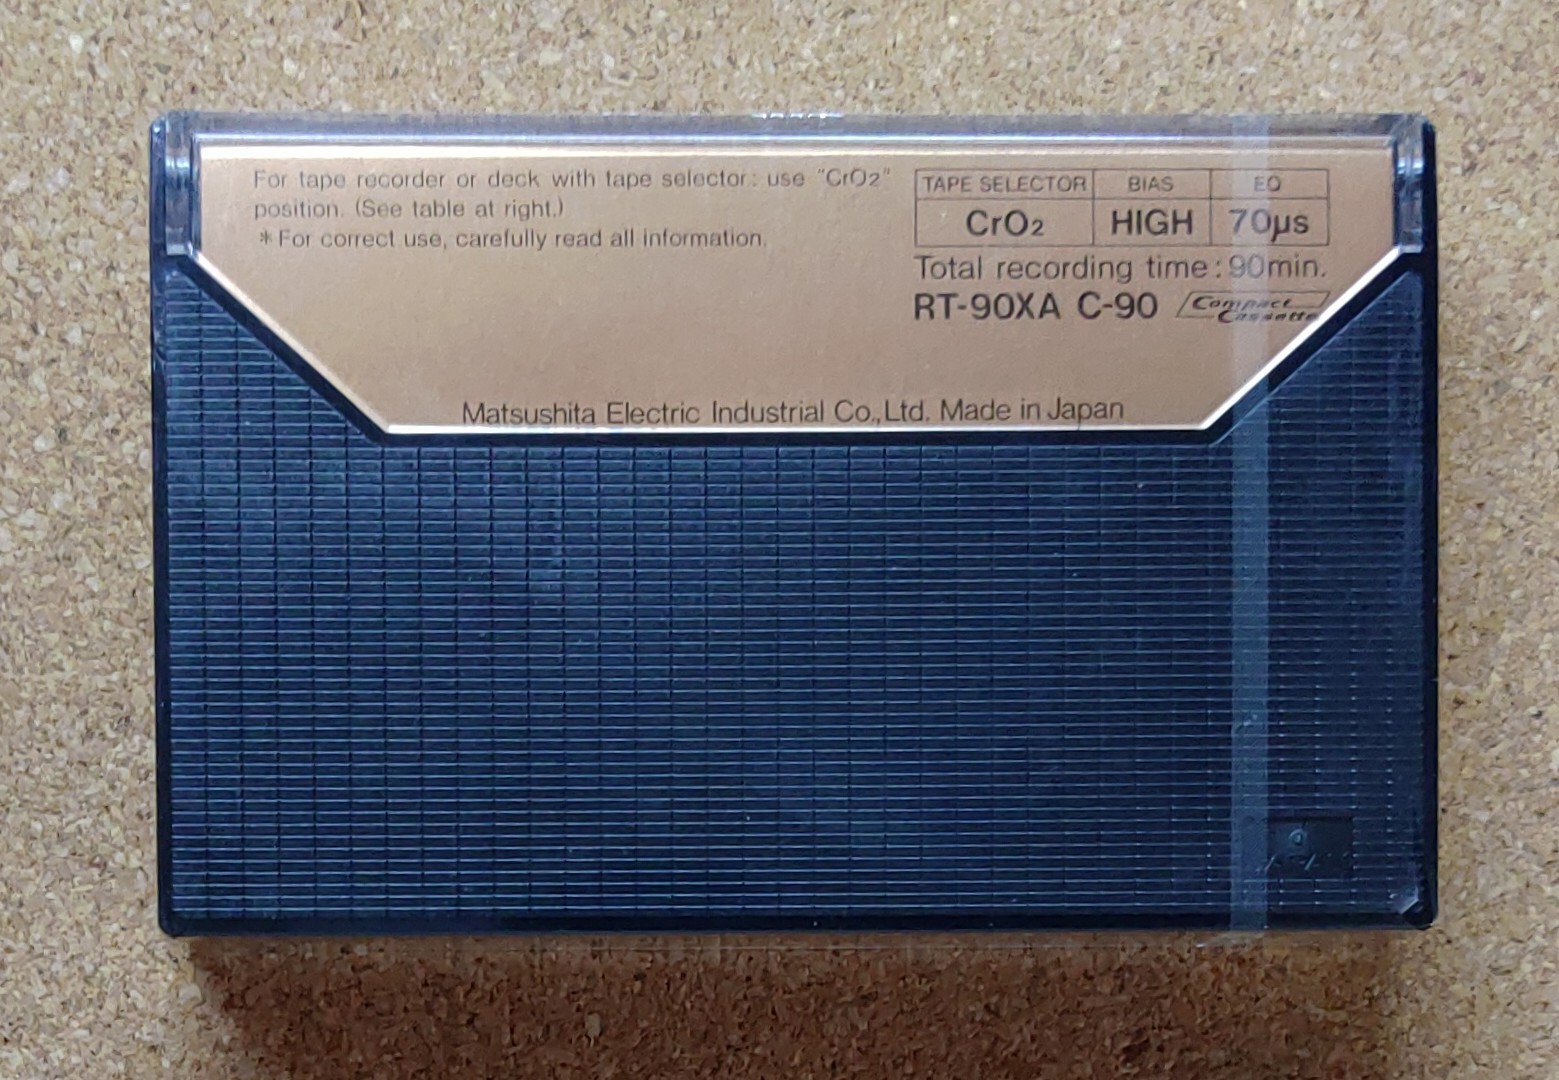 For tape recorder or deck with tape selector: use "CrO₂"
position. (See table at right.)
*For correct use, carefully read all information.
TAPE SELECTOR BIAS EQ
CrO₂ HIGH 70μs
Total recording time: 90min.
RT-90XA C-90 Compact Cassette
Matsushita Electric Industrial Co.,Ltd. Made in Japan